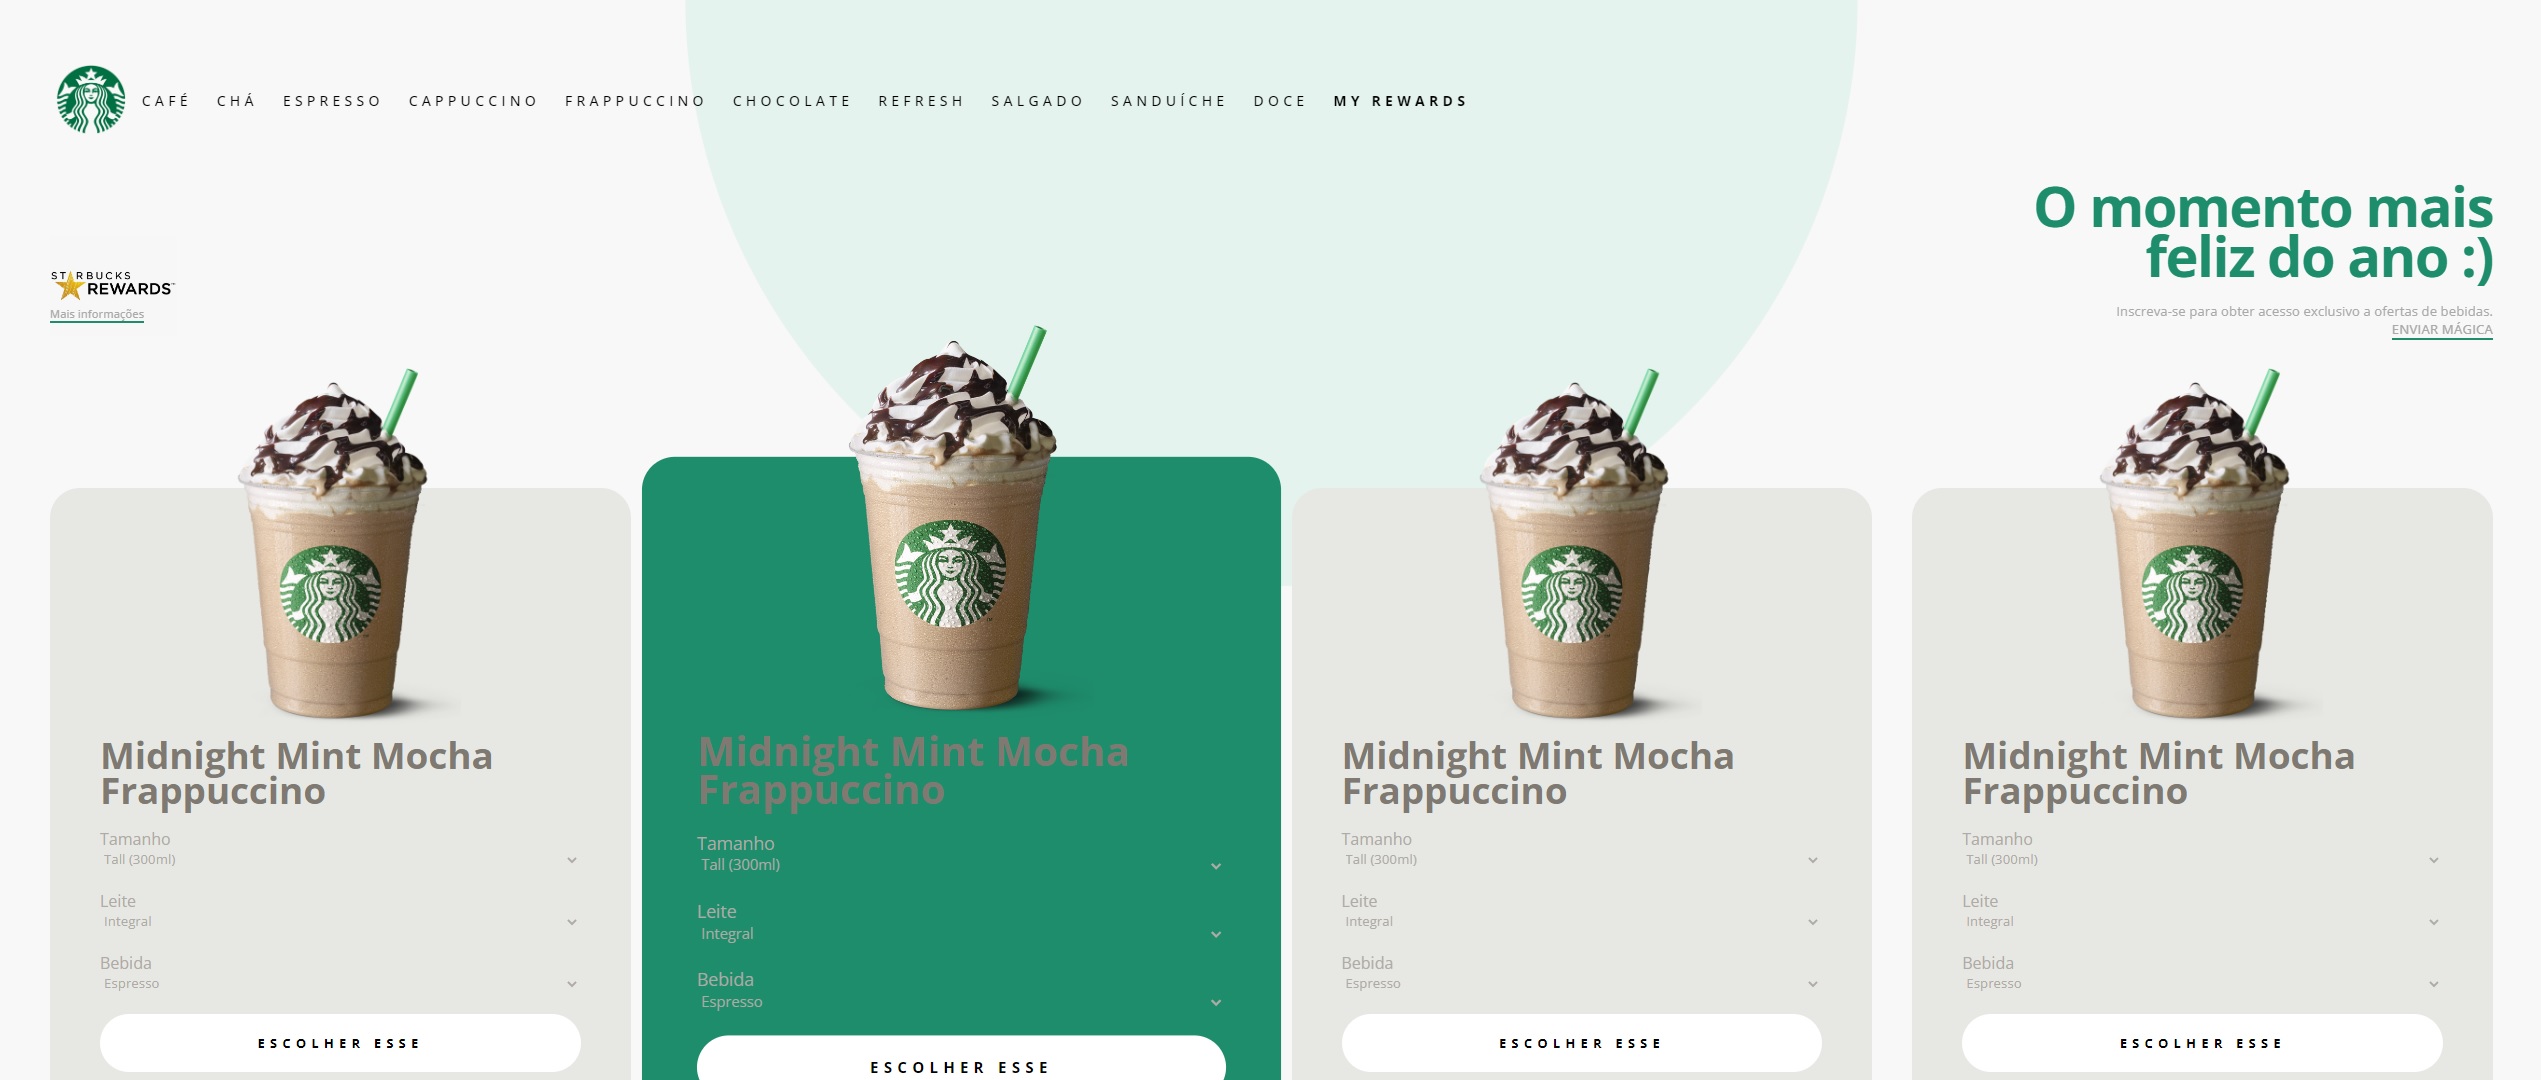 CAFÉ CHÁ ESPRESSO CAPPUCCINO FRAPPUCCINO CHOCOLATE REFRESH SALGADO SANDUÍCHE DOCE MY REWARDS
O momento mais
feliz do ano :)
STARBUCKS
REWARDS™
Mais informações
Inscreva-se para obter acesso exclusivo a ofertas de bebidas.
ENVIAR MÁGICA
Midnight Mint Mocha
Frappuccino
Tamanho
Tall (300ml)
Leite
Integral
Bebida
Espresso
ESCOLHER ESSE
Midnight Mint Mocha
Frappuccino
Tamanho
Tall (300ml)
Leite
Integral
Bebida
Espresso
ESCOLHER ESSE
Midnight Mint Mocha
Frappuccino
Tamanho
Tall (300ml)
Leite
Integral
Bebida
Espresso
ESCOLHER ESSE
Midnight Mint Mocha
Frappuccino
Tamanho
Tall (300ml)
Leite
Integral
Bebida
Espresso
ESCOLHER ESSE